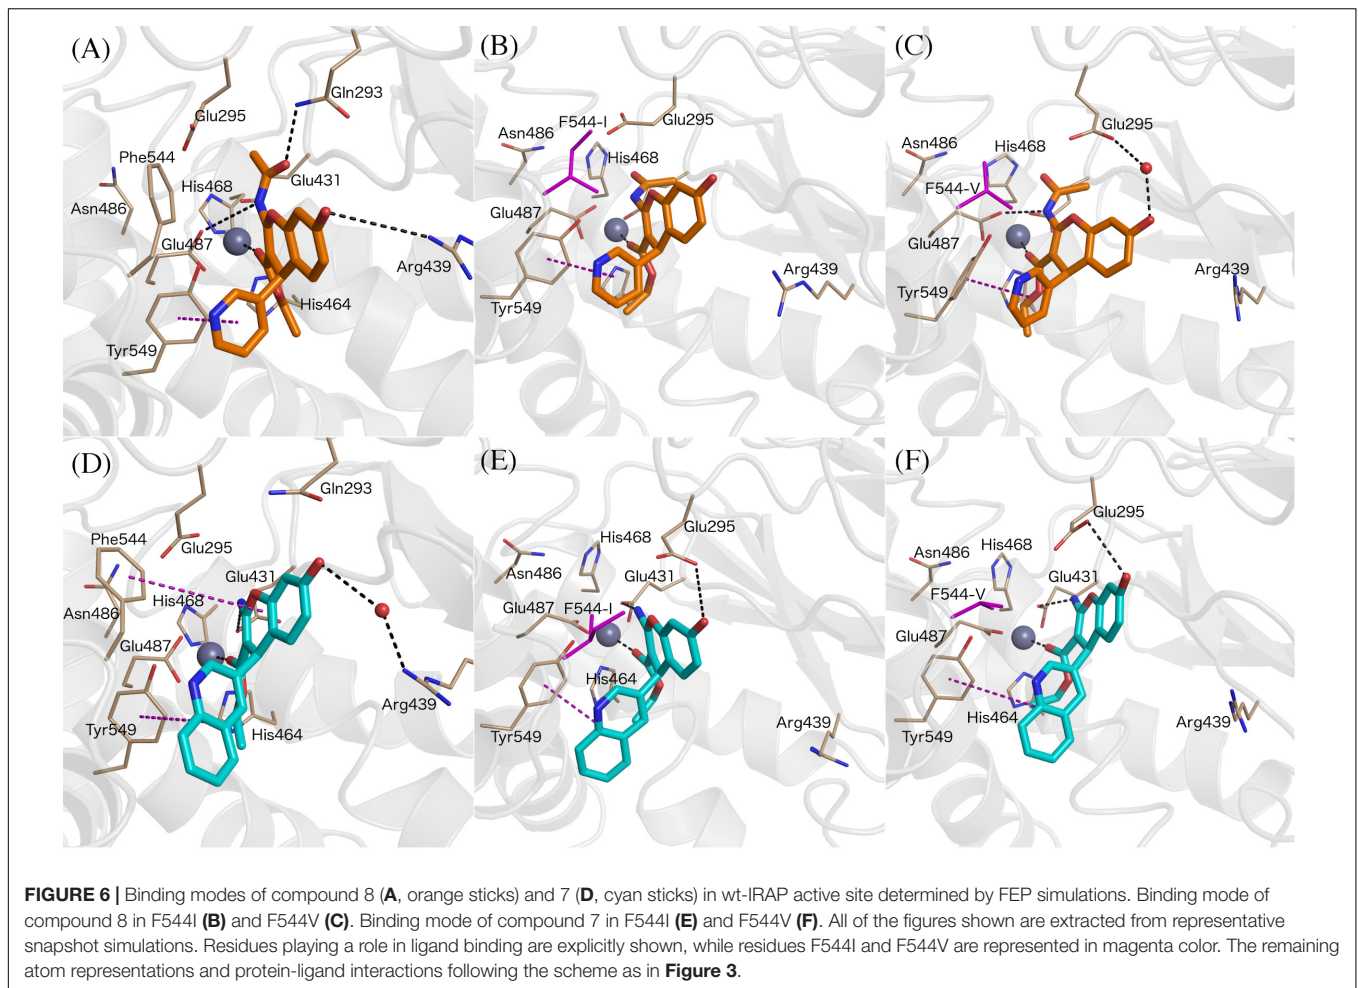 (A)
Gln293
Glu295
Phe544
His468
Glu431
Asn486
Glu487
Arg439
His464
Tyr549
(B)
F544-I
Glu295
Asn486
His468
Glu487
Arg439
Tyr549
(C)
Glu295
Asn486
His468
F544-V
Glu487
Arg439
Tyr549
(D)
Gln293
Phe544
Glu295
Glu431
Asn486
His468
Glu487
Arg439
Tyr549
His464
(E)
Glu295
His468
Asn486
Glu431
Glu487
F544-I
His464
Arg439
Tyr549
(F)
Glu295
His468
Asn486
Glu431
F544-V
Glu487
His464
Arg439
Tyr549
FIGURE 6 | Binding modes of compound 8 (A, orange sticks) and 7 (D, cyan sticks) in wt-IRAP active site determined by FEP simulations. Binding mode of
compound 8 in F544I (B) and F544V (C). Binding mode of compound 7 in F544I (E) and F544V (F). All of the figures shown are extracted from representative
snapshot simulations. Residues playing a role in ligand binding are explicitly shown, while residues F544I and F544V are represented in magenta color. The remaining
atom representations and protein-ligand interactions following the scheme as in Figure 3.